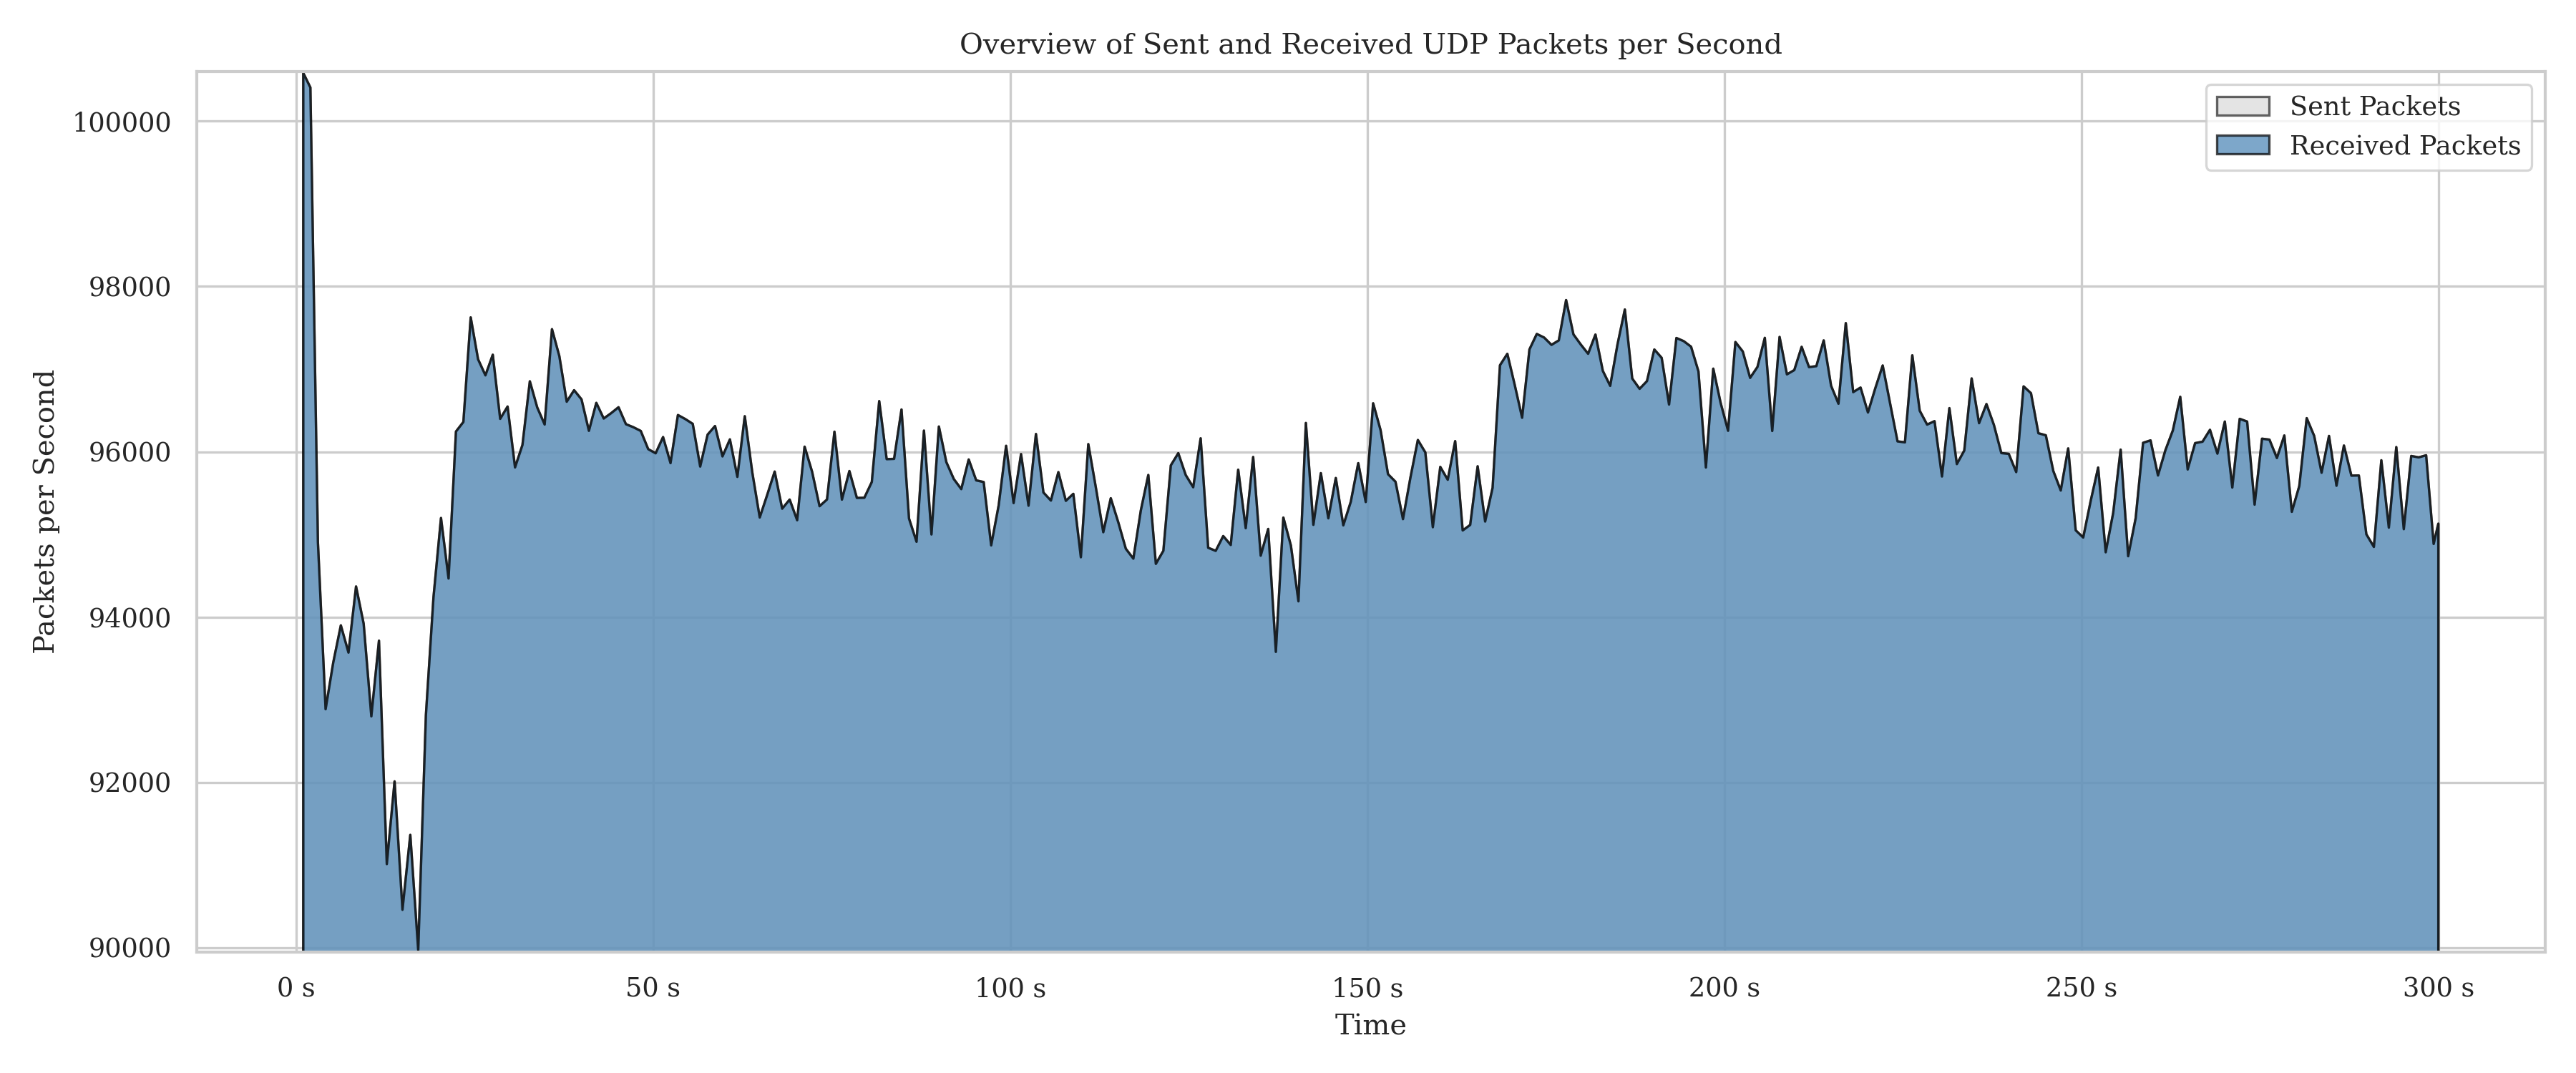 Overview of Sent and Received UDP Packets per Second
Sent Packets
Received Packets
Packets per Second
100000
98000
96000
94000
92000
90000
0 s
50 s
100 s
150 s
200 s
250 s
300 s
Time